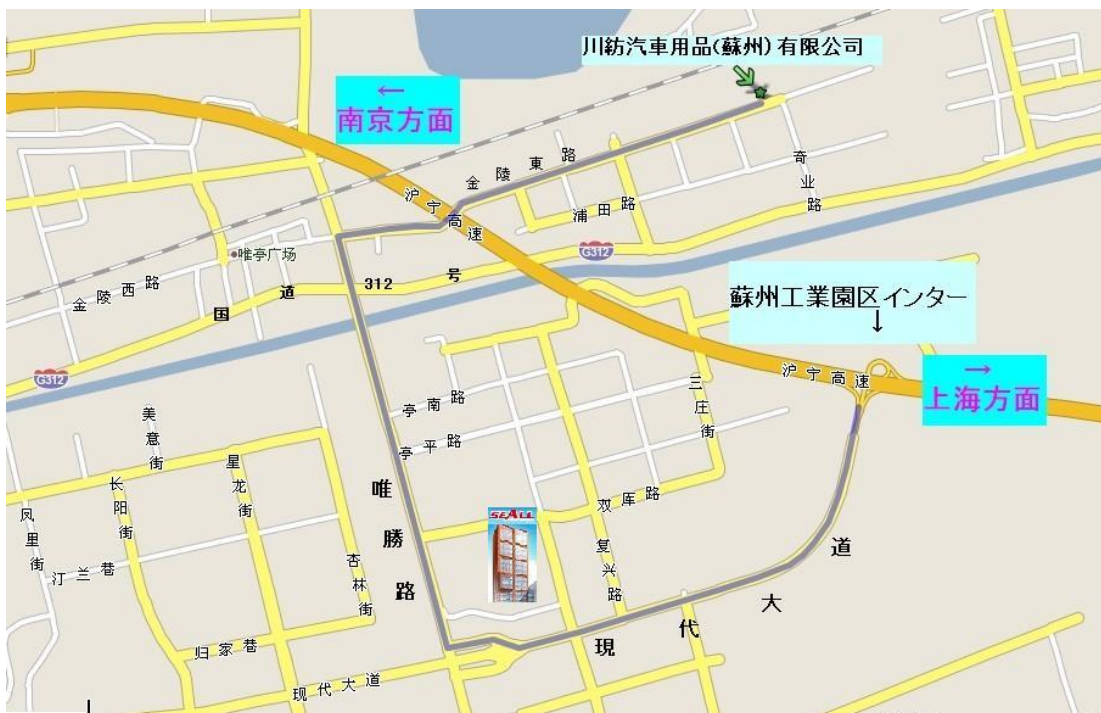 川紡汽車用品(蘇州)有限公司
←
南京方面
金陵東路
奇业路
沪宁高速
浦田路
唯亭广场
G312
金陵西路
国道312号
蘇州工業園区インター
↓
G312
沪宁高速
→
上海方面
三庄街
亭南路
亭平路
美意街
星龙街
长阳街
唯勝路
双厍路
SEALL
凤里街
复兴路
汀兰巷
杏林街
現代大道
归家巷
现代大道